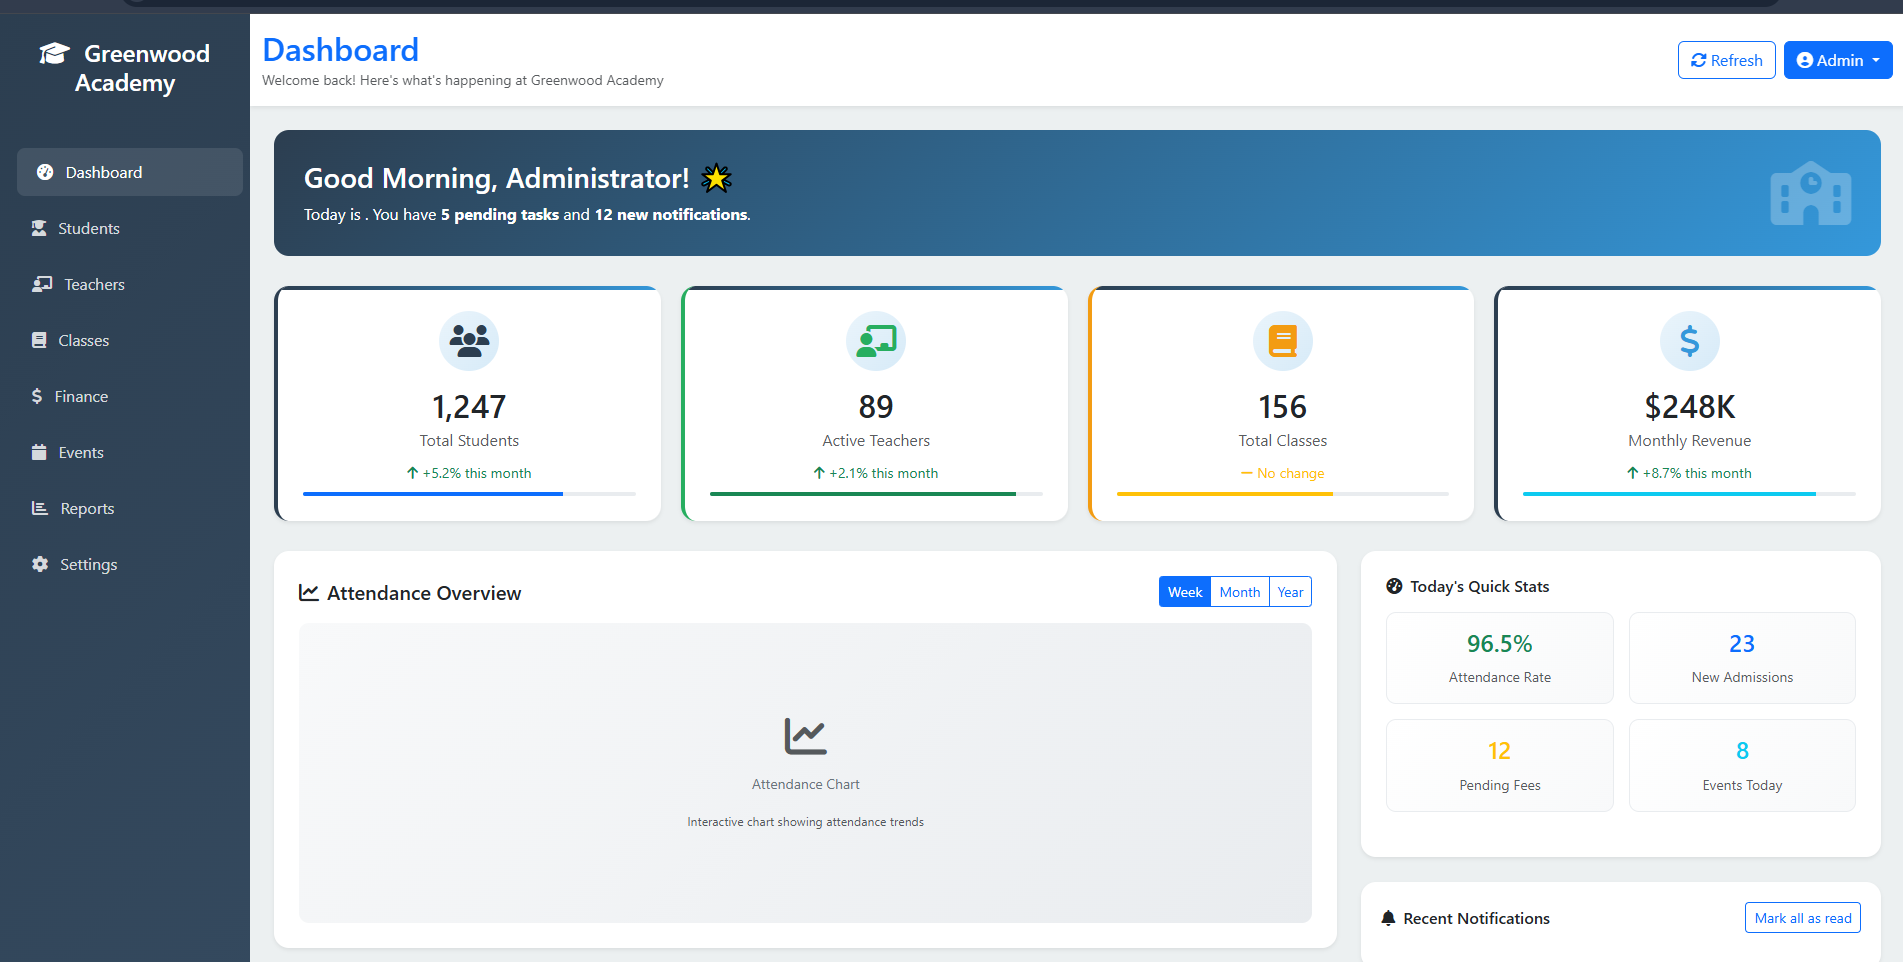 Greenwood
Academy
Dashboard
Students
Teachers
Classes
Finance
Events
Reports
Settings
Dashboard
Welcome back! Here's what's happening at Greenwood Academy
Refresh
Admin
Good Morning, Administrator! 🌟
Today is . You have 5 pending tasks and 12 new notifications.
1,247
Total Students
+5.2% this month
89
Active Teachers
+2.1% this month
156
Total Classes
No change
$248K
Monthly Revenue
+8.7% this month
Attendance Overview
Week Month Year
Attendance Chart
Interactive chart showing attendance trends
Today's Quick Stats
96.5%
Attendance Rate
23
New Admissions
12
Pending Fees
8
Events Today
Recent Notifications
Mark all as read